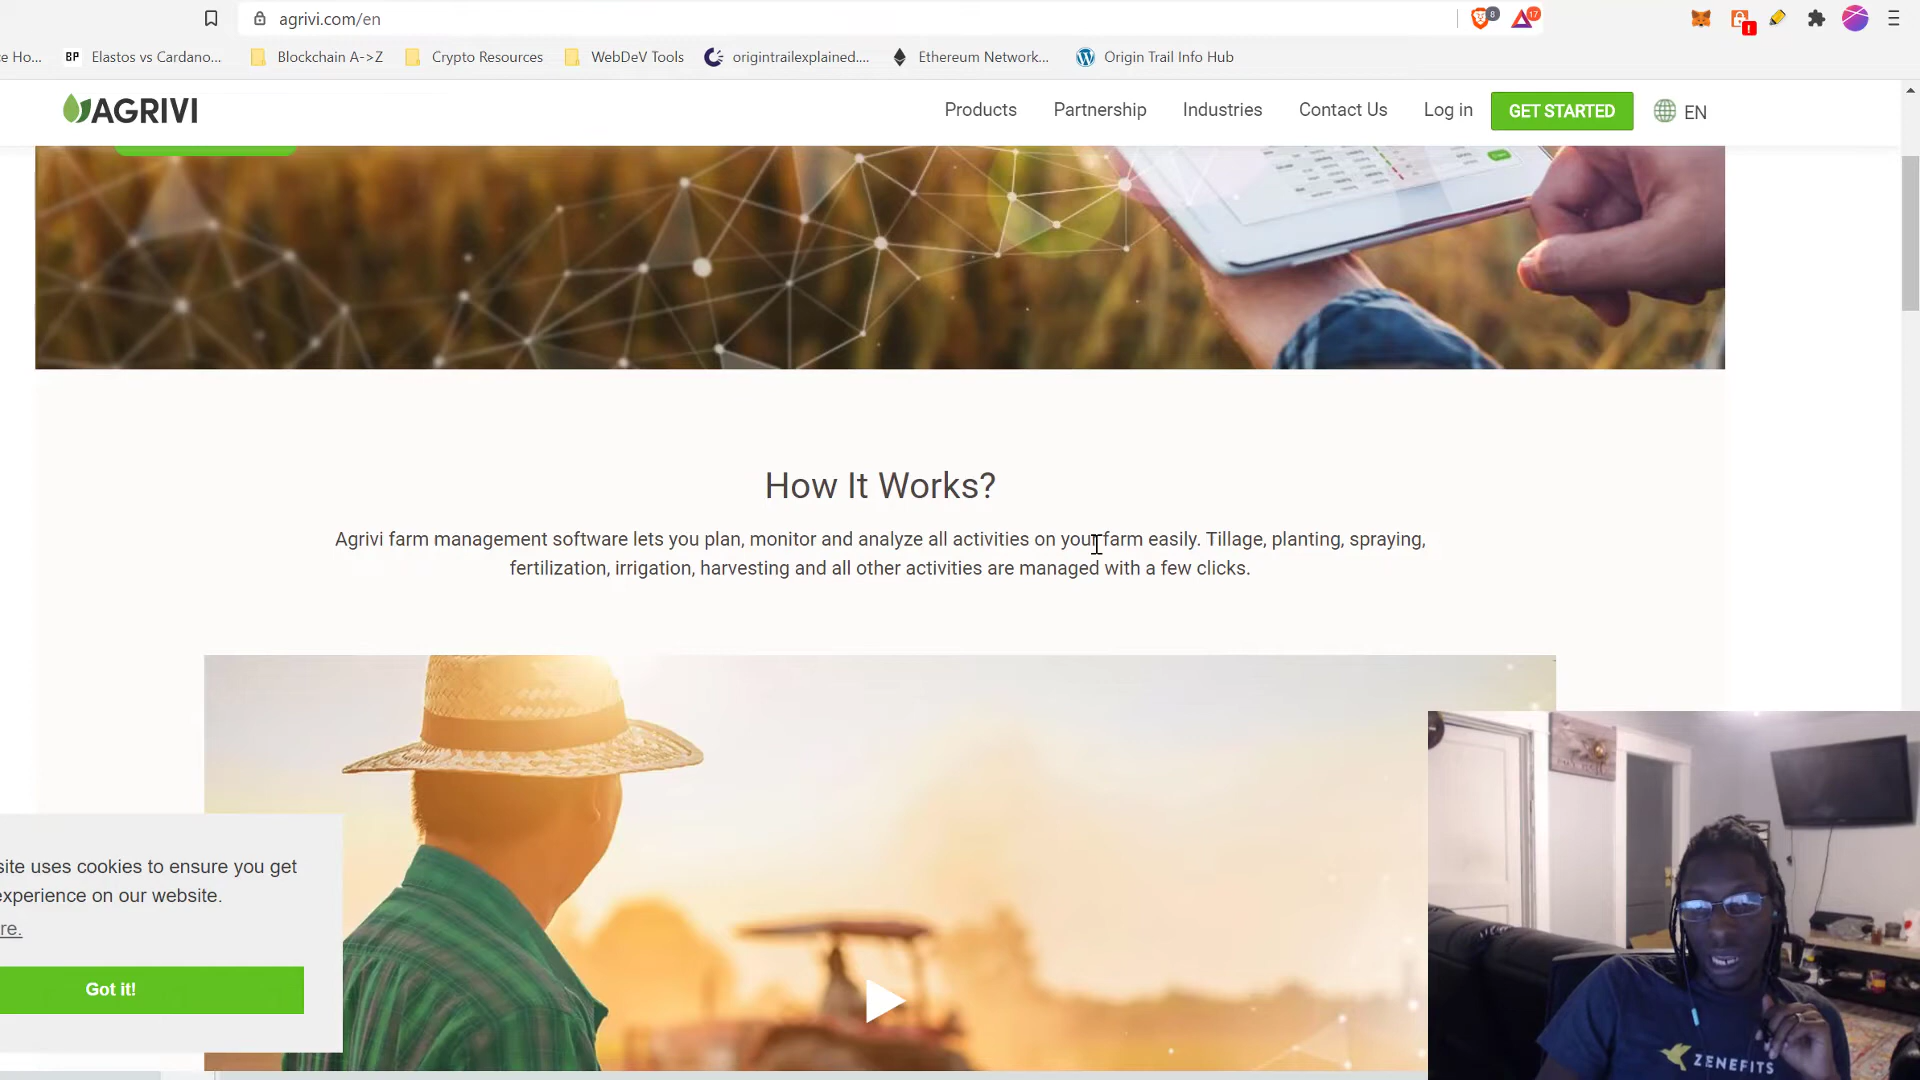 agrivi.com/en
8
17
ce Ho...
BP Elastos vs Cardano...
Blockchain A->Z
Crypto Resources
WebDeV Tools
origintrailexplained....
Ethereum Network...
Origin Trail Info Hub
AGRIVI
Products
Partnership
Industries
Contact Us
Log in
GET STARTED
EN
How It Works?
Agrivi farm management software lets you plan, monitor and analyze all activities on your farm easily. Tillage, planting, spraying,
fertilization, irrigation, harvesting and all other activities are managed with a few clicks.
site uses cookies to ensure you get
experience on our website.
re.
Got it!
ZENEFITS